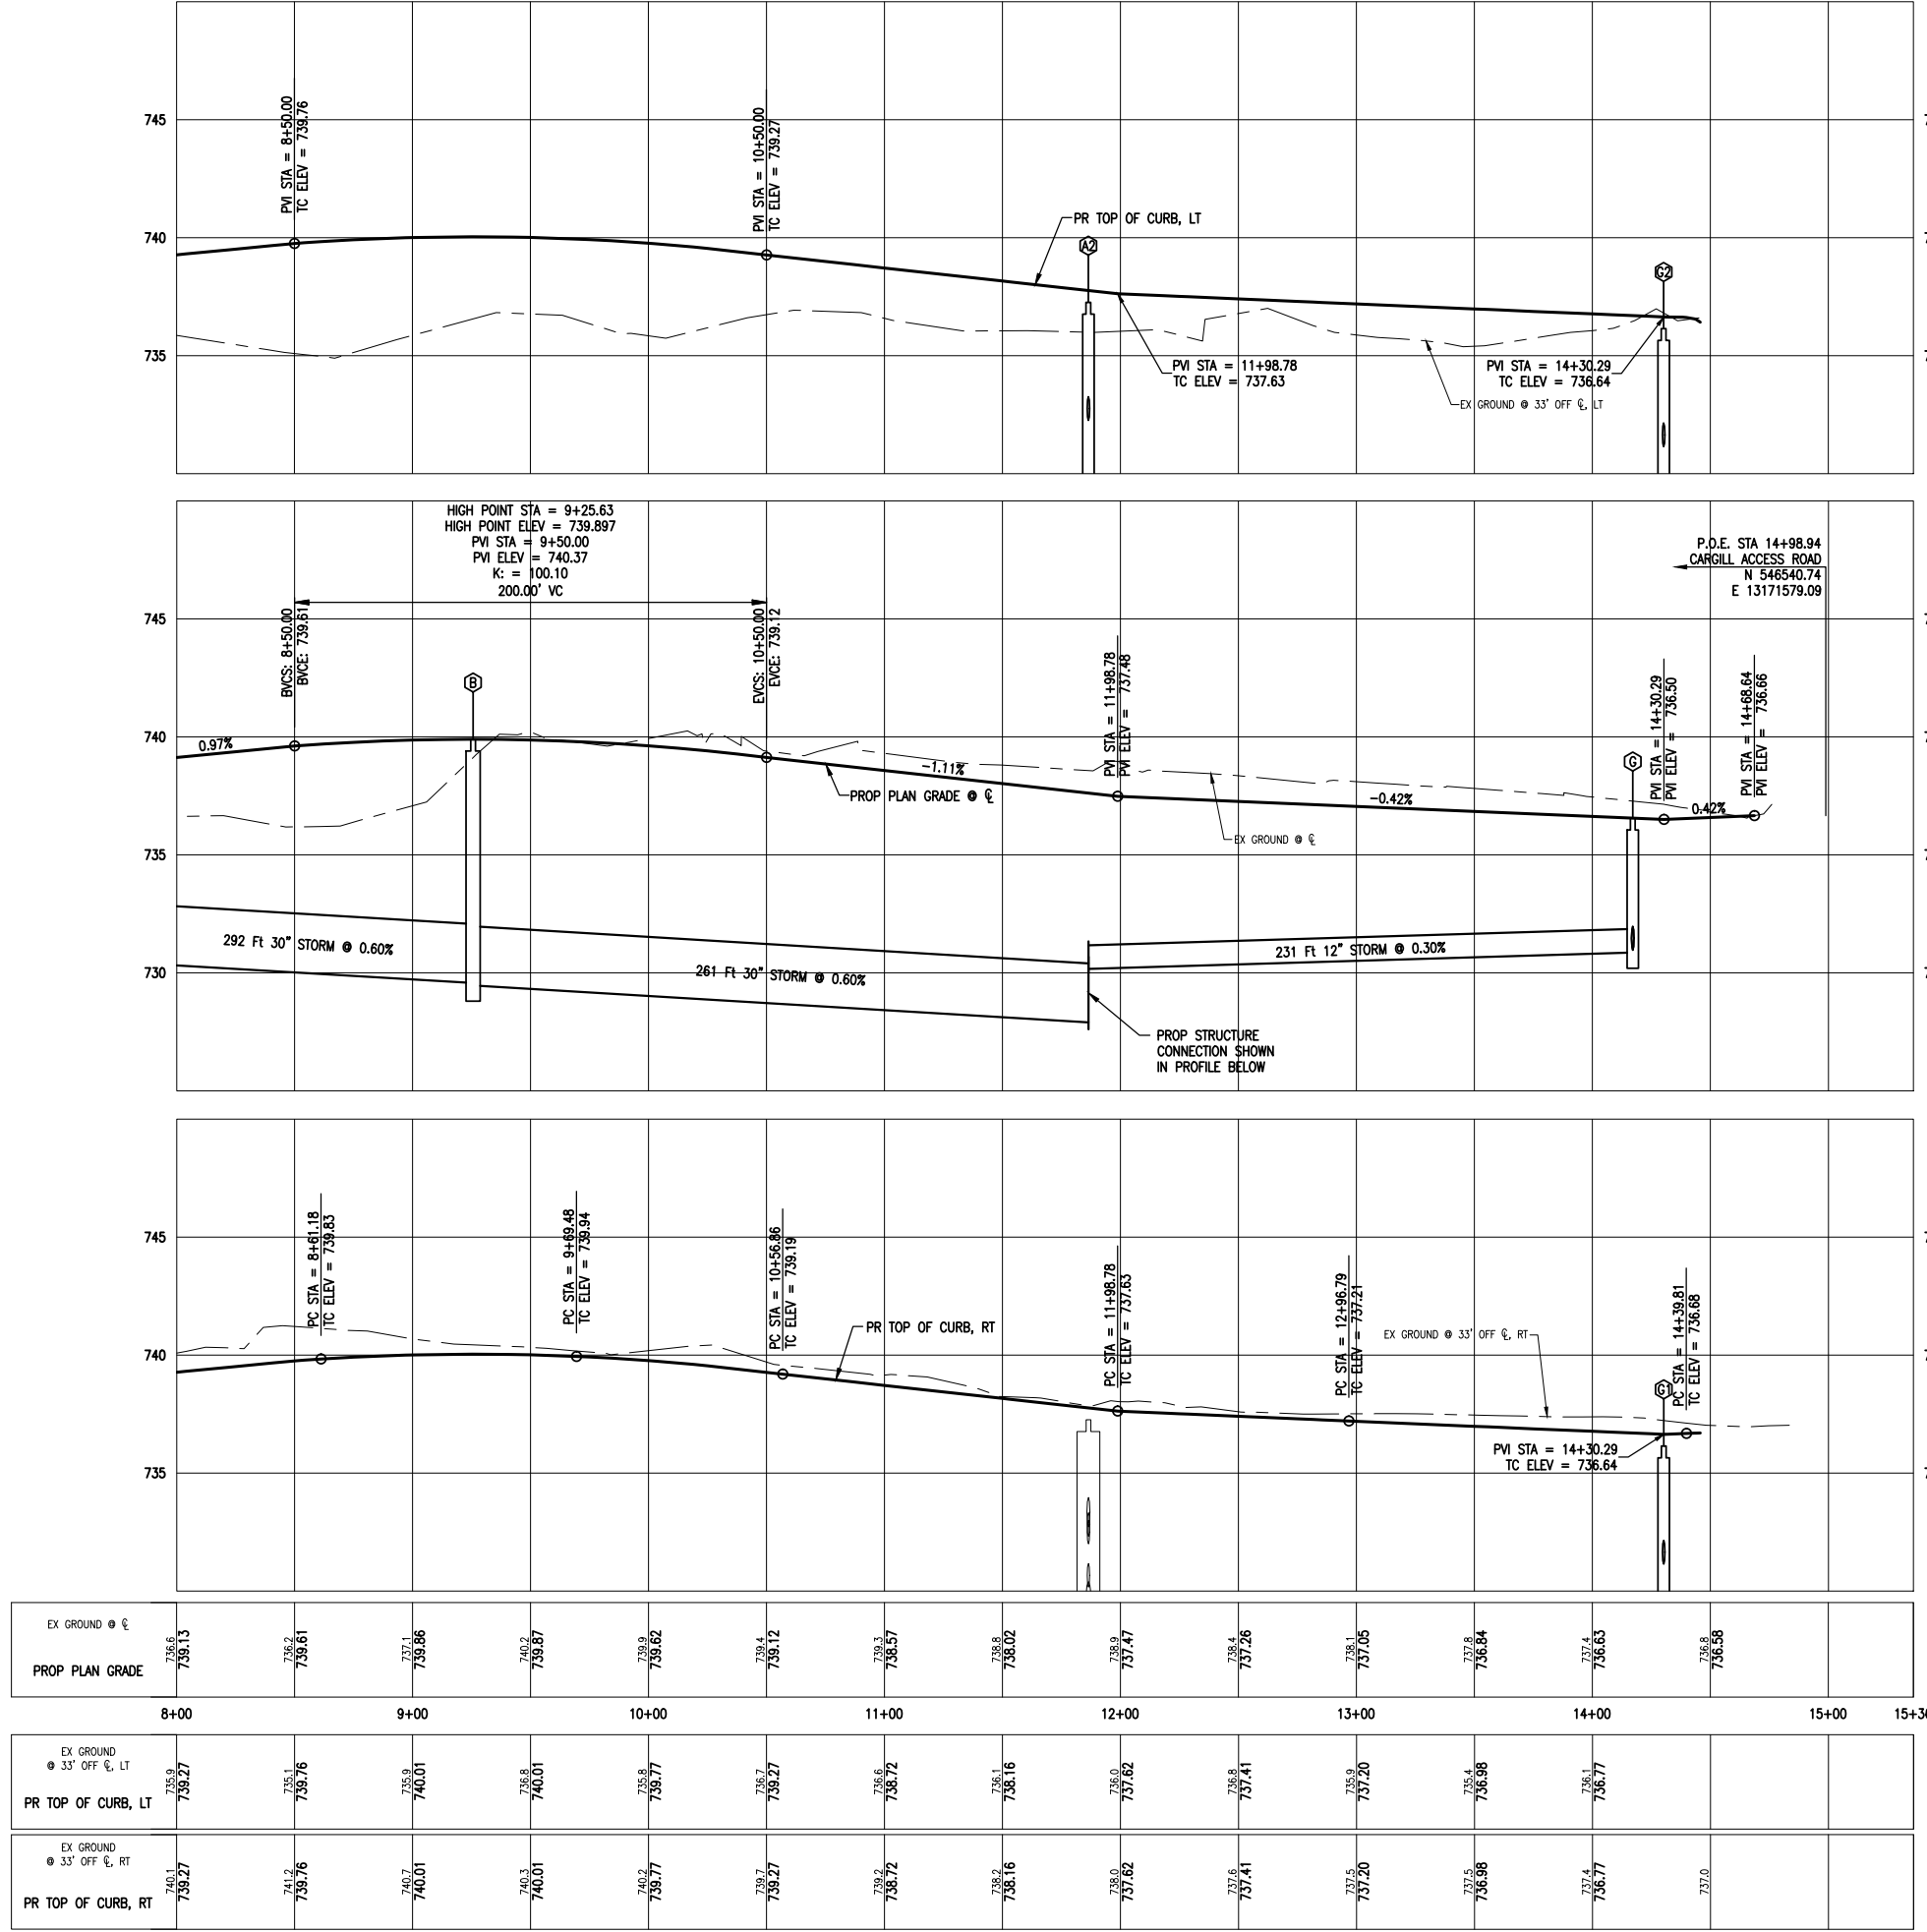 PVI STA = 8+50.00
TC ELEV = 739.76
PVI STA = 10+50.00
TC ELEV = 739.27
745
740
735
PR TOP OF CURB, LT
A2
G2
PVI STA = 11+98.78
TC ELEV = 737.63
PVI STA = 14+30.29
TC ELEV = 736.64
EX GROUND @ 33' OFF ℄, LT
HIGH POINT STA = 9+25.63
HIGH POINT ELEV = 739.897
PVI STA = 9+50.00
PVI ELEV = 740.37
K: = 100.10
200.00' VC
P.O.E. STA 14+98.94
CARGILL ACCESS ROAD
N 546540.74
E 13171579.09
BVCS: 8+50.00
BVCE: 739.61
EVCS: 10+50.00
EVCE: 739.12
PVI STA = 11+98.78
PVI ELEV = 737.48
PVI STA = 14+30.29
PVI ELEV = 736.50
PVI STA = 14+68.64
PVI ELEV = 736.66
745
740
735
730
B
G
0.97%
-1.11%
-0.42%
0.42%
PROP PLAN GRADE @ ℄
EX GROUND @ ℄
292 Ft 30" STORM @ 0.60%
261 Ft 30" STORM @ 0.60%
231 Ft 12" STORM @ 0.30%
PROP STRUCTURE
CONNECTION SHOWN
IN PROFILE BELOW
PC STA = 8+61.18
TC ELEV = 739.83
PC STA = 9+69.48
TC ELEV = 739.94
PC STA = 10+56.86
TC ELEV = 739.19
PC STA = 11+98.78
TC ELEV = 737.63
PC STA = 12+96.79
TC ELEV = 737.21
PC STA = 14+39.81
TC ELEV = 736.68
745
740
735
PR TOP OF CURB, RT
EX GROUND @ 33' OFF ℄, RT
G1
PVI STA = 14+30.29
TC ELEV = 736.64
EX GROUND @ ℄
736.6 736.2 737.1 740.2 739.9 739.4 739.3 738.8 738.9 738.4 738.1 737.8 737.4 736.8
PROP PLAN GRADE
739.13 739.61 739.86 739.87 739.62 739.12 738.57 738.02 737.47 737.26 737.05 736.84 736.63 736.58
8+00 9+00 10+00 11+00 12+00 13+00 14+00 15+00
EX GROUND
@ 33' OFF ℄, LT
735.9 735.1 735.9 736.8 735.8 736.7 736.6 736.1 736.0 736.8 735.9 735.4 736.1
PR TOP OF CURB, LT
739.27 739.76 740.01 740.01 739.77 739.27 738.72 738.16 737.62 737.41 737.20 736.98 736.77
EX GROUND
@ 33' OFF ℄, RT
740.1 741.2 740.7 740.3 740.2 739.7 739.2 738.2 738.0 737.6 737.5 737.5 737.4 737.0
PR TOP OF CURB, RT
739.27 739.76 740.01 740.01 739.77 739.27 738.72 738.16 737.62 737.41 737.20 736.98 736.77